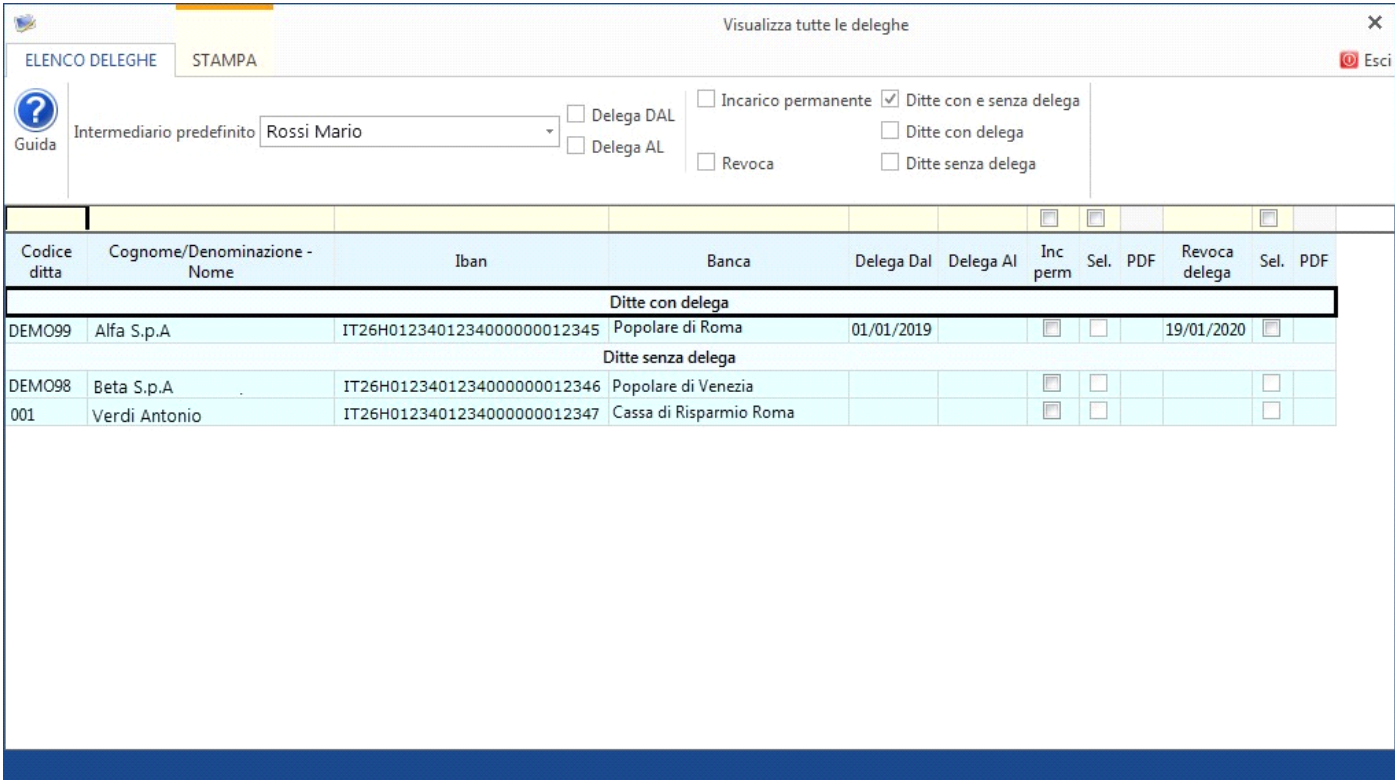 Visualizza tutte le deleghe
ELENCO DELEGHE STAMPA Esci
Guida
Intermediario predefinito Rossi Mario
Delega DAL
Delega AL
Incarico permanente
Revoca
Ditte con e senza delega
Ditte con delega
Ditte senza delega
Codice ditta Cognome/Denominazione - Nome Iban Banca Delega Dal Delega Al Inc perm Sel. PDF Revoca delega Sel. PDF
Ditte con delega
DEMO99 Alfa S.p.A IT26H0123401234000000012345 Popolare di Roma 01/01/2019 19/01/2020
Ditte senza delega
DEMO98 Beta S.p.A . IT26H0123401234000000012346 Popolare di Venezia
001 Verdi Antonio IT26H0123401234000000012347 Cassa di Risparmio Roma